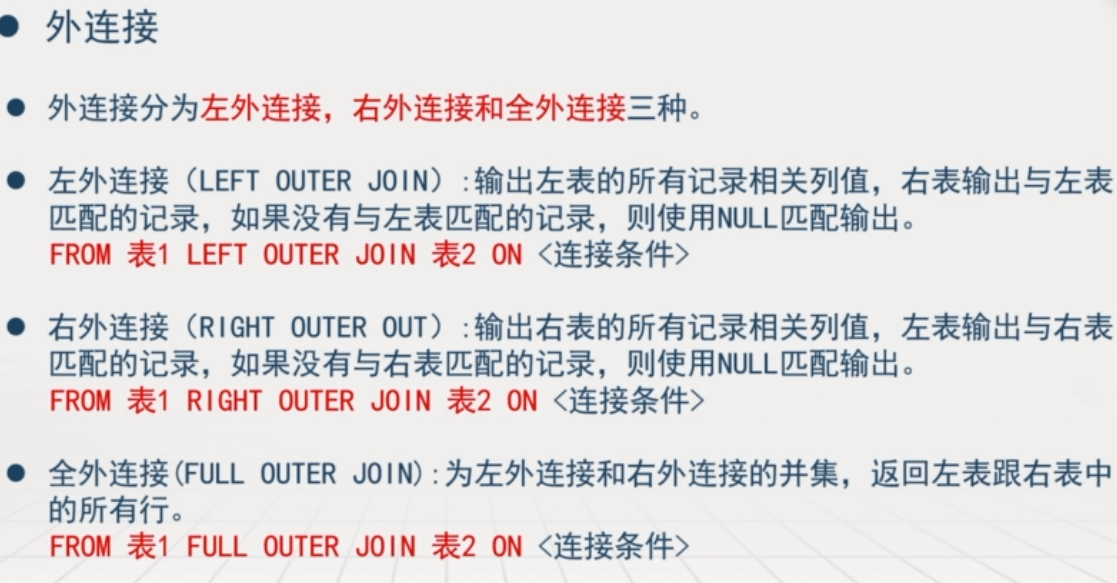 ● 外连接
● 外连接分为左外连接，右外连接和全外连接三种。
● 左外连接（LEFT OUTER JOIN）:输出左表的所有记录相关列值，右表输出与左表
匹配的记录，如果没有与左表匹配的记录，则使用NULL匹配输出。
FROM 表1 LEFT OUTER JOIN 表2 ON <连接条件>
● 右外连接（RIGHT OUTER OUT）:输出右表的所有记录相关列值，左表输出与右表
匹配的记录，如果没有与右表匹配的记录，则使用NULL匹配输出。
FROM 表1 RIGHT OUTER JOIN 表2 ON <连接条件>
● 全外连接(FULL OUTER JOIN):为左外连接和右外连接的并集，返回左表跟右表中
的所有行。
FROM 表1 FULL OUTER JOIN 表2 ON <连接条件>